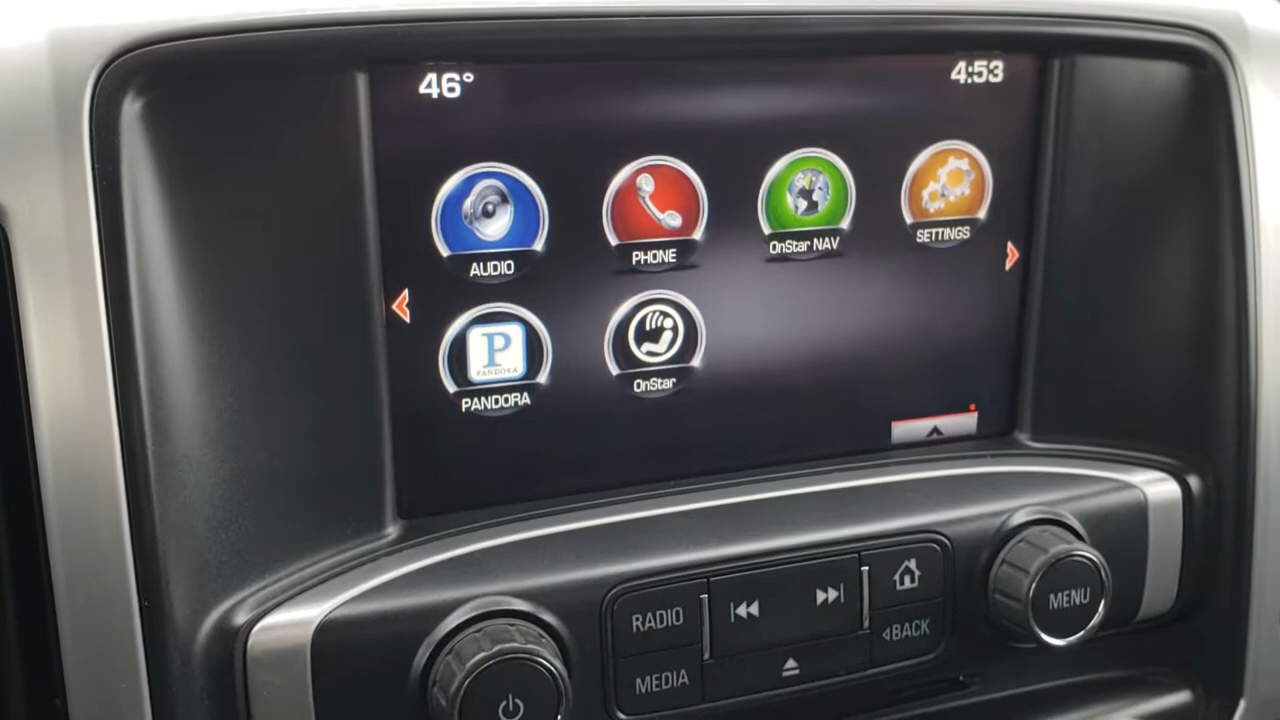 46° 4:53
AUDIO PHONE OnStar NAV SETTINGS
P
PANDORA
PANDORA OnStar
RADIO
MEDIA
BACK
MENU